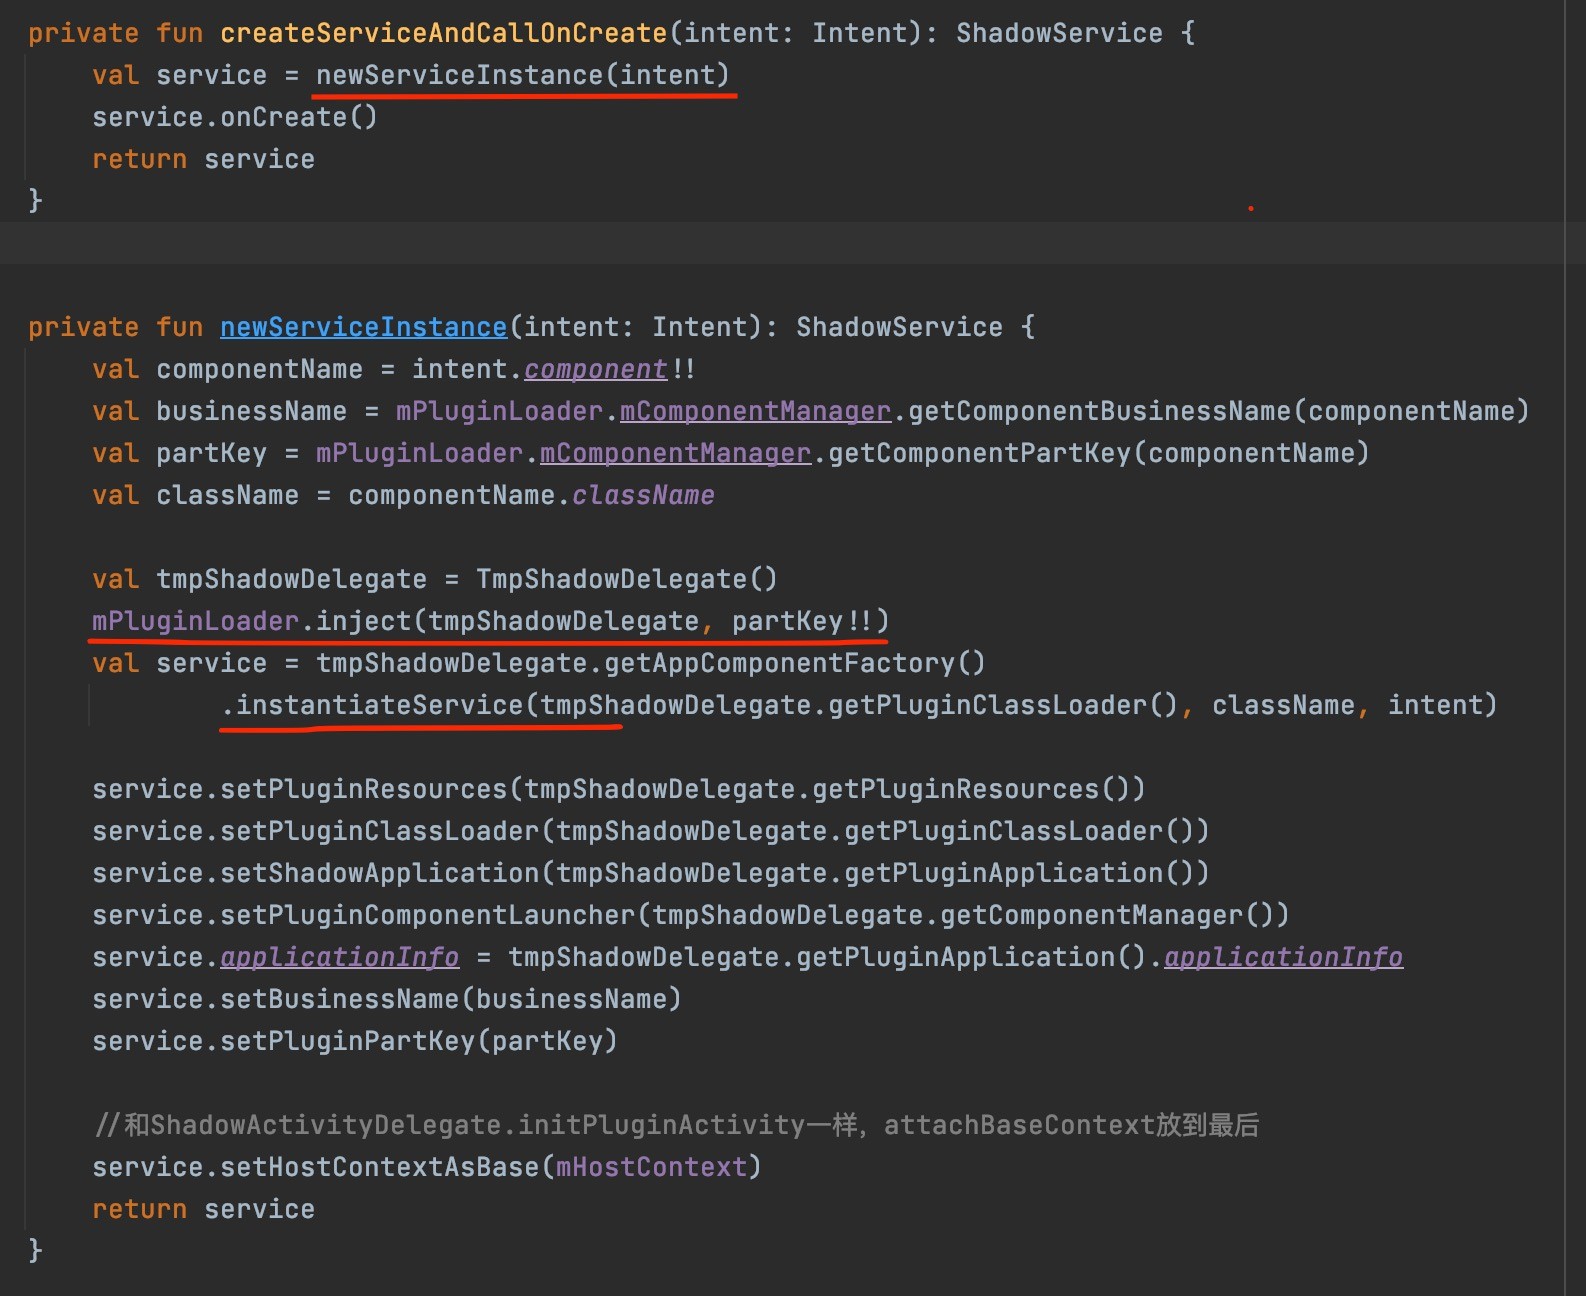 private fun createServiceAndCallOnCreate(intent: Intent): ShadowService {
    val service = newServiceInstance(intent)
    service.onCreate()
    return service
}
private fun newServiceInstance(intent: Intent): ShadowService {
    val componentName = intent.component!!
    val businessName = mPluginLoader.mComponentManager.getComponentBusinessName(componentName)
    val partKey = mPluginLoader.mComponentManager.getComponentPartKey(componentName)
    val className = componentName.className
    val tmpShadowDelegate = TmpShadowDelegate()
    mPluginLoader.inject(tmpShadowDelegate, partKey!!)
    val service = tmpShadowDelegate.getAppComponentFactory()
            .instantiateService(tmpShadowDelegate.getPluginClassLoader(), className, intent)
    service.setPluginResources(tmpShadowDelegate.getPluginResources())
    service.setPluginClassLoader(tmpShadowDelegate.getPluginClassLoader())
    service.setShadowApplication(tmpShadowDelegate.getPluginApplication())
    service.setPluginComponentLauncher(tmpShadowDelegate.getComponentManager())
    service.applicationInfo = tmpShadowDelegate.getPluginApplication().applicationInfo
    service.setBusinessName(businessName)
    service.setPluginPartKey(partKey)
    //和ShadowActivityDelegate.initPluginActivity一样，attachBaseContext放到最后
    service.setHostContextAsBase(mHostContext)
    return service
}